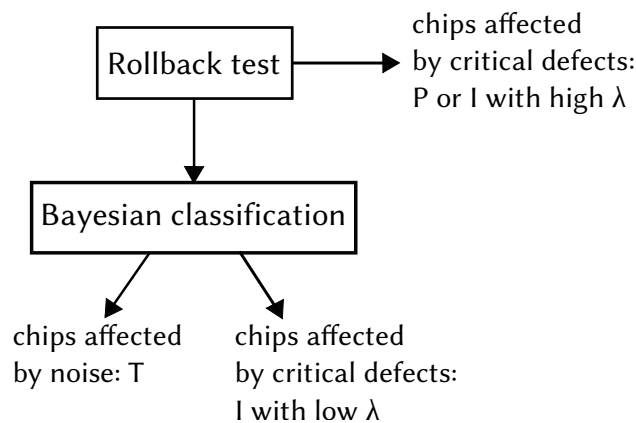 Rollback test
chips affected
by critical defects:
P or I with high λ
Bayesian classification
chips affected
by noise: T
chips affected
by critical defects:
I with low λ